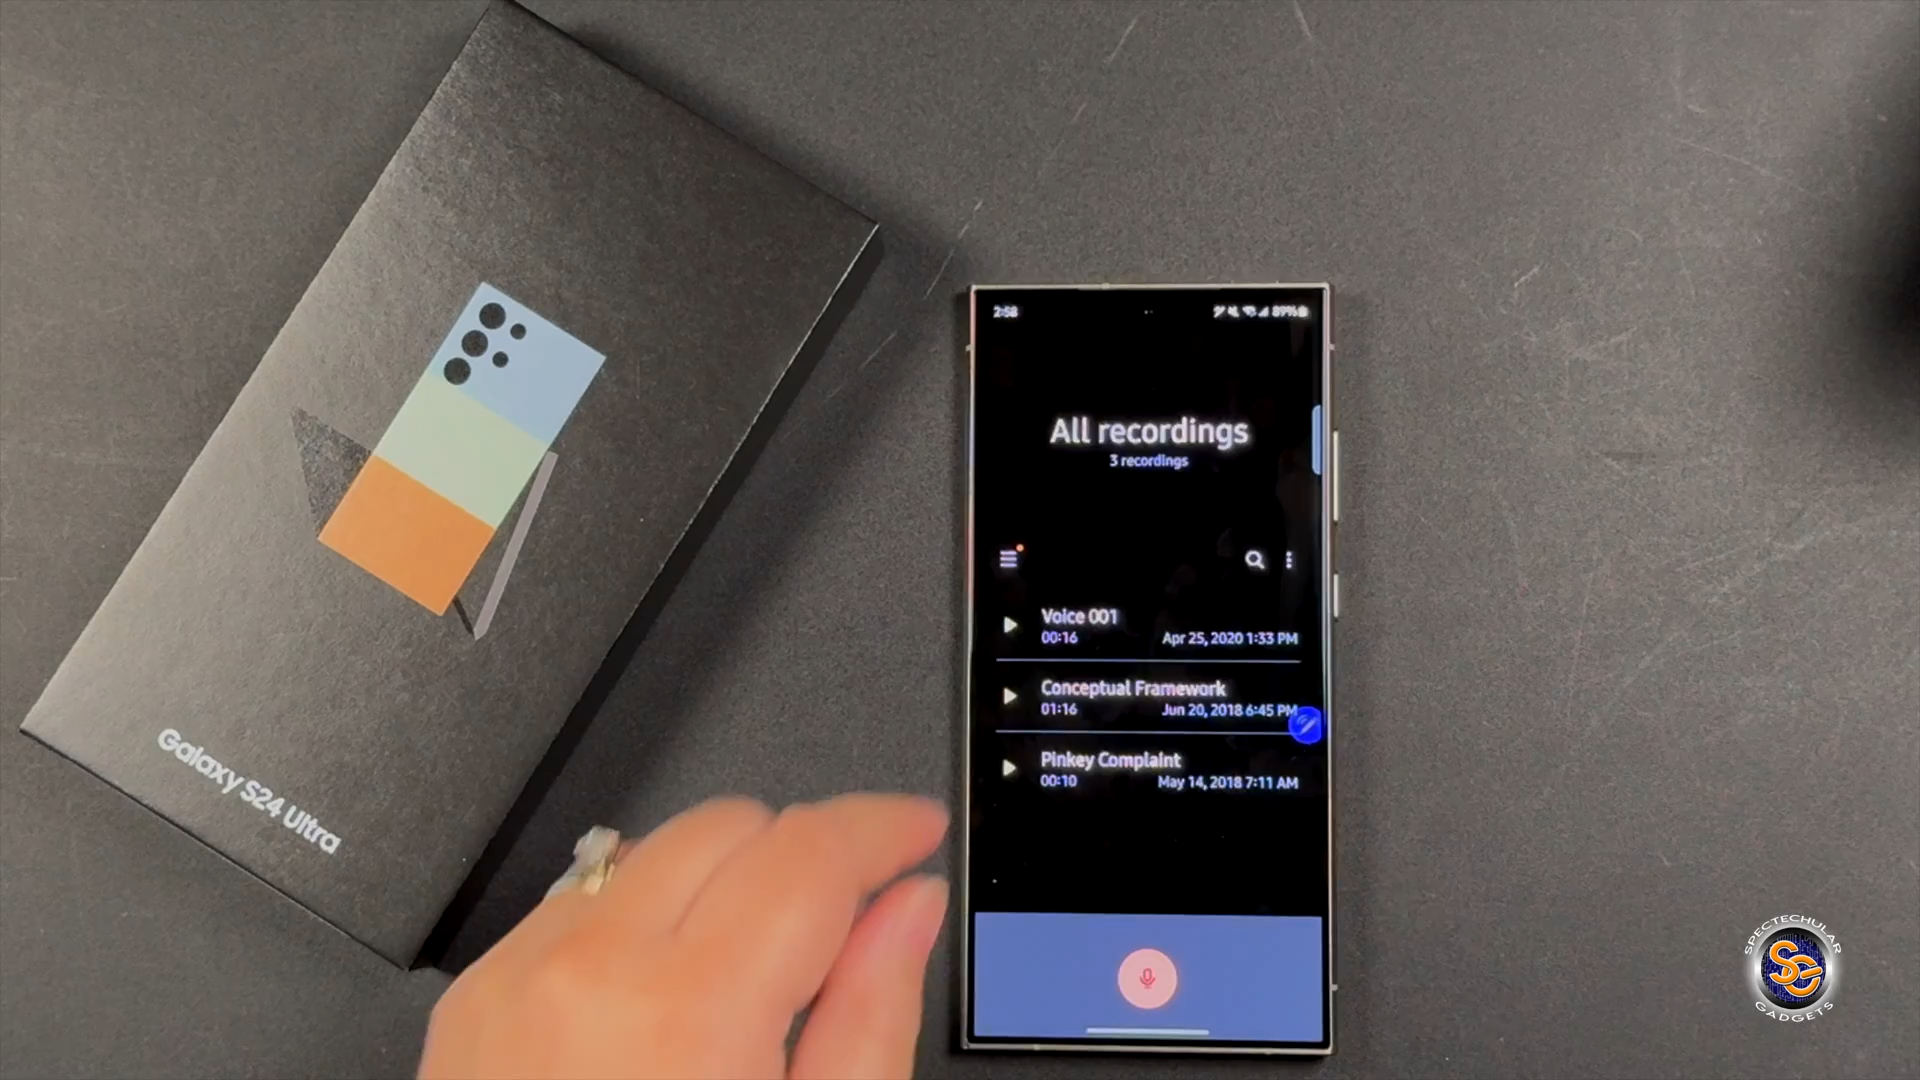 Galaxy S24 Ultra
2:58
89%
All recordings
3 recordings
Voice 001
00:16 Apr 25, 2020 1:33 PM
Conceptual Framework
01:16 Jun 20, 2018 6:45 PM
Pinkey Complaint
00:10 May 14, 2018 7:11 AM
SPECTECHULAR
SG
GADGETS